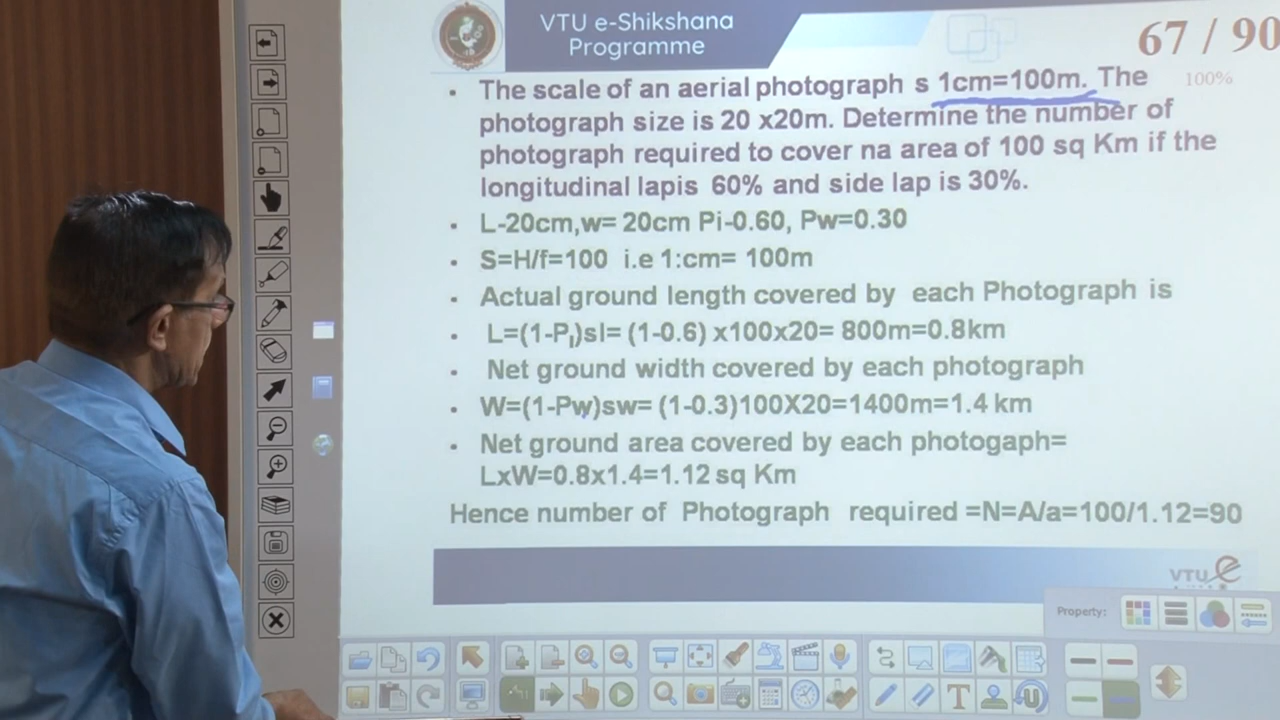 VTU e-Shikshana
Programme
67 / 90
100%
The scale of an aerial photograph s 1cm=100m. The
photograph size is 20 x20m. Determine the number of
photograph required to cover na area of 100 sq Km if the
longitudinal lapis 60% and side lap is 30%.
L-20cm,w= 20cm Pi-0.60, Pw=0.30
S=H/f=100 i.e 1:cm= 100m
Actual ground length covered by each Photograph is
L=(1-Pl)sl= (1-0.6) x100x20= 800m=0.8km
Net ground width covered by each photograph
W=(1-Pw)sw= (1-0.3)100X20=1400m=1.4 km
Net ground area covered by each photogaph=
LxW=0.8x1.4=1.12 sq Km
Hence number of Photograph required =N=A/a=100/1.12=90
VTU e
Property: